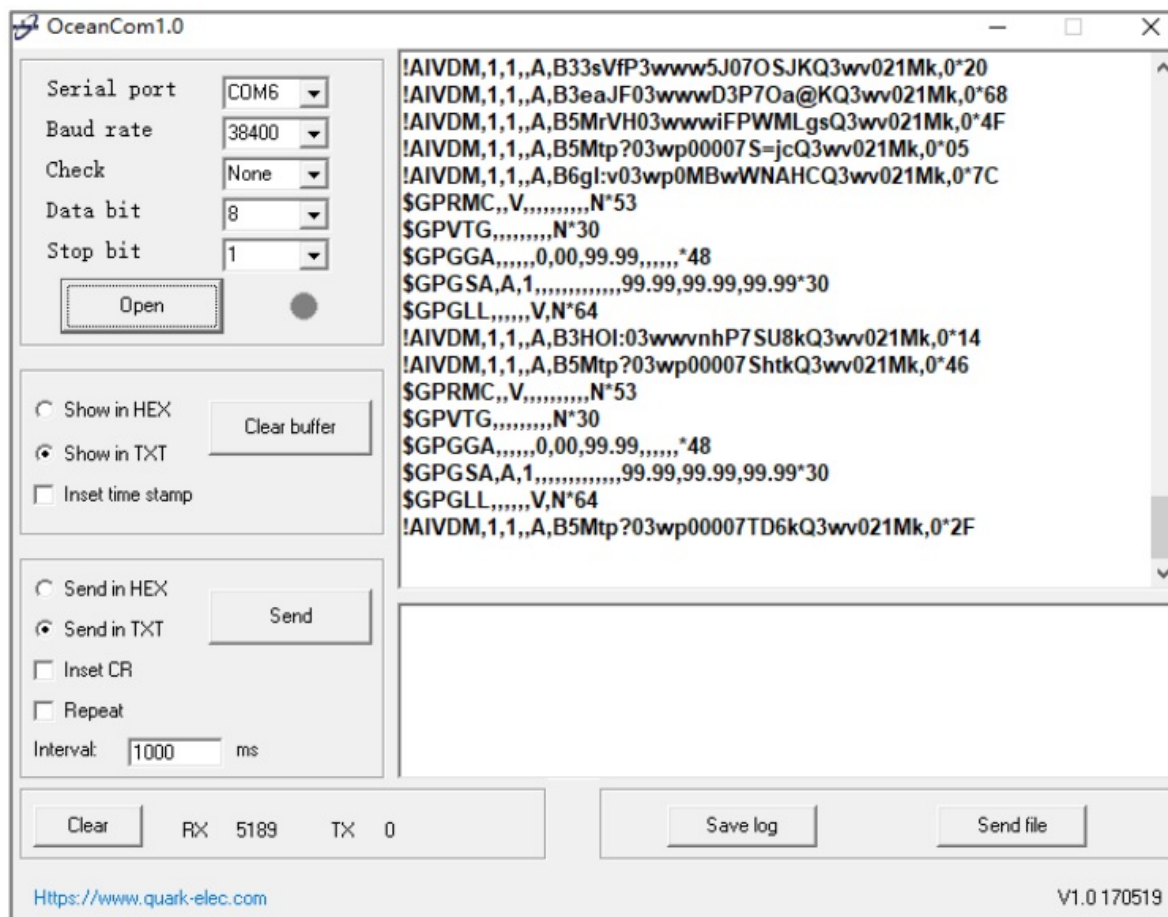 OceanCom1.0
Serial port COM6
Baud rate 38400
Check None
Data bit 8
Stop bit 1
Open
Show in HEX
Show in TXT
Clear buffer
Inset time stamp
Send in HEX
Send in TXT
Send
Inset CR
Repeat
Interval: 1000 ms
!AIVDM,1,1,,A,B33sVfP3www5J07OSJKQ3wv021Mk,0*20
!AIVDM,1,1,,A,B3eaJF03wwwD3P7Oa@KQ3wv021Mk,0*68
!AIVDM,1,1,,A,B5MrVH03wwwiFPWMLgsQ3wv021Mk,0*4F
!AIVDM,1,1,,A,B5Mtp?03wp00007S=jcQ3wv021Mk,0*05
!AIVDM,1,1,,A,B6gI:v03wp0MBwWNAHCQ3wv021Mk,0*7C
$GPRMC,,V,,,,,,,,,,N*53
$GPVTG,,,,,,,,,N*30
$GPGGA,,,,,,0,00,99.99,,,,,,*48
$GPGSA,A,1,,,,,,,,,,,,,99.99,99.99,99.99*30
$GPGLL,,,,,,V,N*64
!AIVDM,1,1,,A,B3HOI:03wwvnhP7SU8kQ3wv021Mk,0*14
!AIVDM,1,1,,A,B5Mtp?03wp00007ShtkQ3wv021Mk,0*46
$GPRMC,,V,,,,,,,,,,N*53
$GPVTG,,,,,,,,,N*30
$GPGGA,,,,,,0,00,99.99,,,,,,*48
$GPGSA,A,1,,,,,,,,,,,,,99.99,99.99,99.99*30
$GPGLL,,,,,,V,N*64
!AIVDM,1,1,,A,B5Mtp?03wp00007TD6kQ3wv021Mk,0*2F
Clear RX 5189 TX 0
Save log
Send file
Https://www.quark-elec.com
V1.0 170519